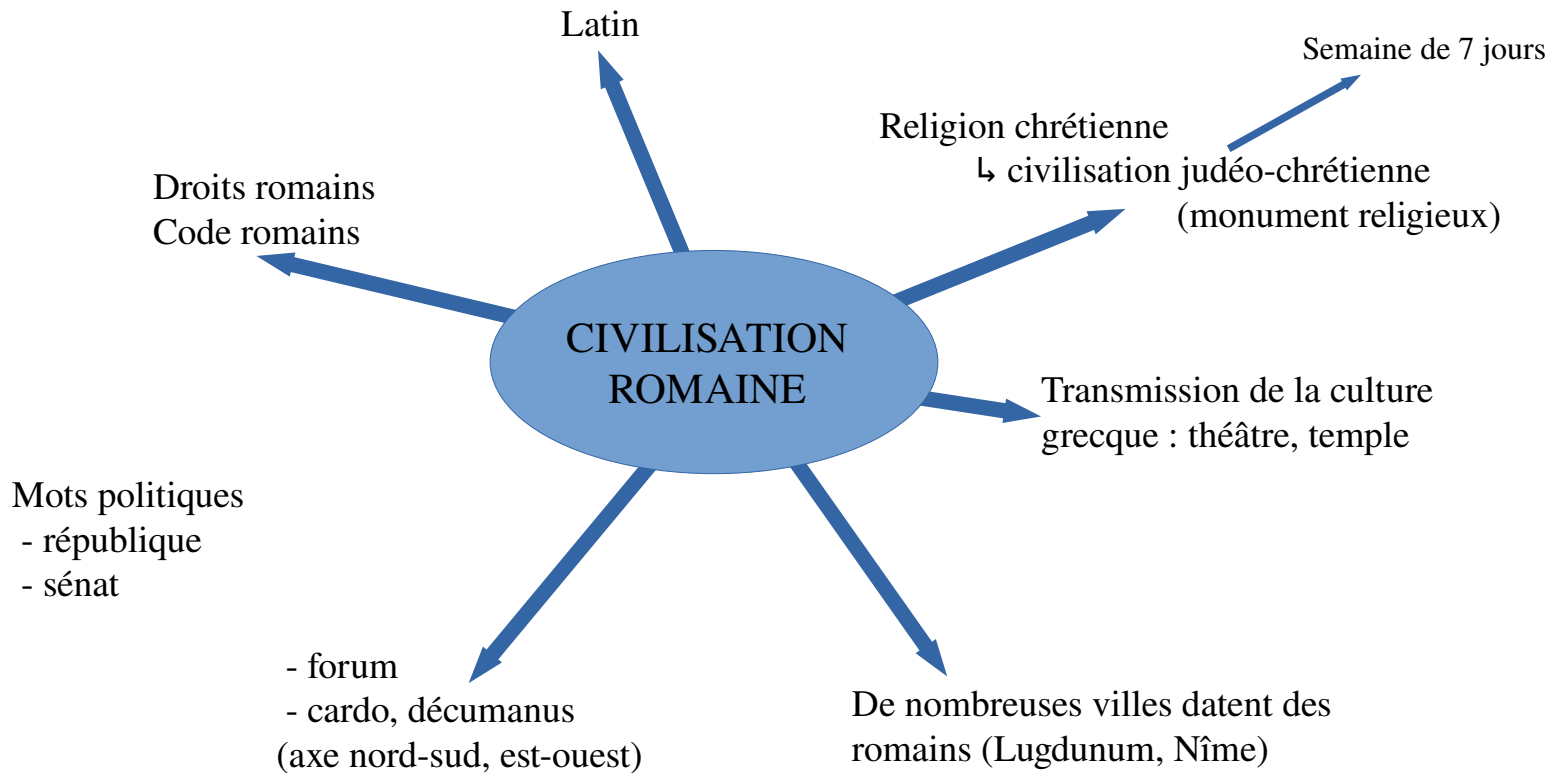 Latin
Semaine de 7 jours
Religion chrétienne
↳ civilisation judéo-chrétienne
(monument religieux)
Droits romains
Code romains
CIVILISATION
ROMAINE
Transmission de la culture
grecque : théâtre, temple
Mots politiques
- république
- sénat
- forum
- cardo, décumanus
(axe nord-sud, est-ouest)
De nombreuses villes datent des
romains (Lugdunum, Nîme)